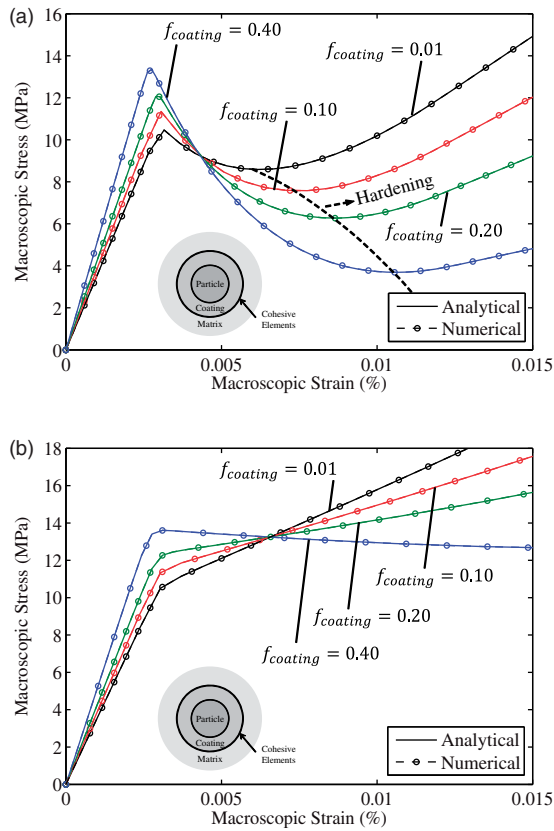 (a)
18
16
14
12
10
8
6
4
2
0
Macroscopic Stress (MPa)
f_coating = 0.40
f_coating = 0.01
f_coating = 0.10
Hardening
f_coating = 0.20
Particle
Coating
Matrix
Cohesive
Elements
Analytical
Numerical
0 0.005 0.01 0.015
Macroscopic Strain (%)
(b)
18
16
14
12
10
8
6
4
2
0
Macroscopic Stress (MPa)
f_coating = 0.01
f_coating = 0.10
f_coating = 0.20
f_coating = 0.40
Particle
Coating
Matrix
Cohesive
Elements
Analytical
Numerical
0 0.005 0.01 0.015
Macroscopic Strain (%)